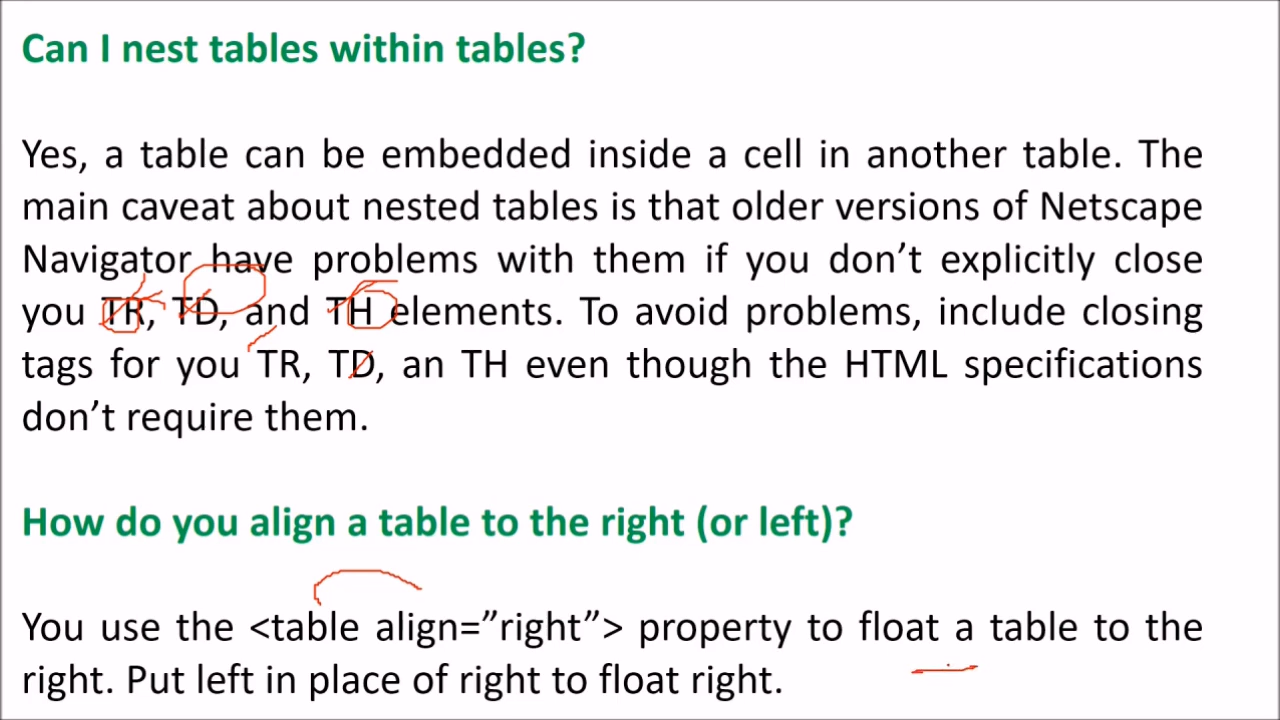 Can I nest tables within tables?
Yes, a table can be embedded inside a cell in another table. The
main caveat about nested tables is that older versions of Netscape
Navigator have problems with them if you don’t explicitly close
you TR, TD, and TH elements. To avoid problems, include closing
tags for you TR, TD, an TH even though the HTML specifications
don’t require them.
How do you align a table to the right (or left)?
You use the <table align=”right”> property to float a table to the
right. Put left in place of right to float right.